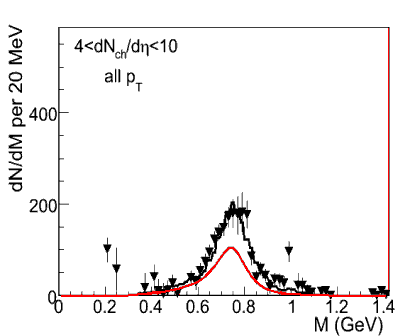 4<dN_ch/dη<10
all p_T
dN/dM per 20 MeV
400
200
0
0 0.2 0.4 0.6 0.8 1 1.2 1.4
M (GeV)